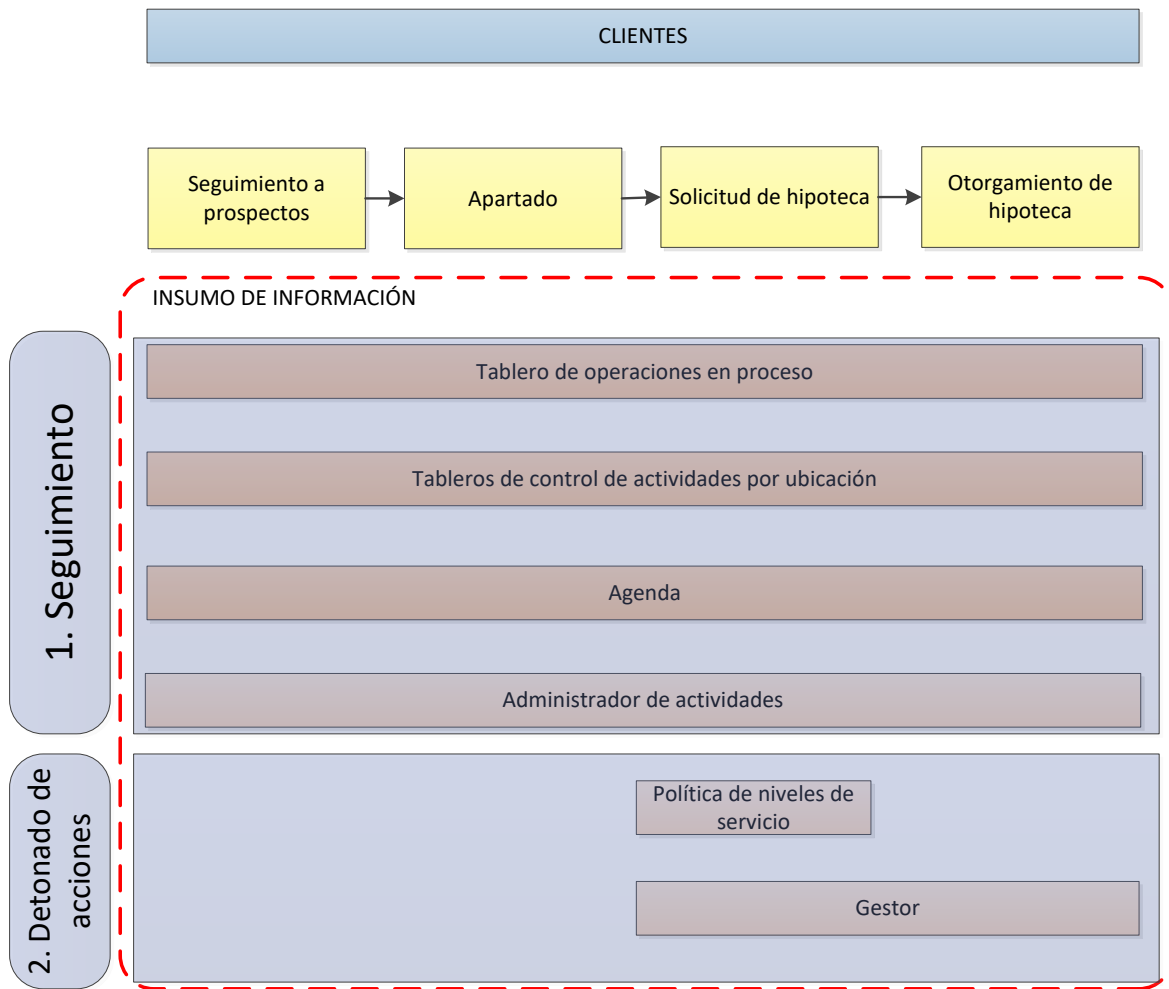 CLIENTES
Seguimiento a
prospectos
Apartado
Solicitud de hipoteca
Otorgamiento de
hipoteca
INSUMO DE INFORMACIÓN
1. Seguimiento
Tablero de operaciones en proceso
Tableros de control de actividades por ubicación
Agenda
Administrador de actividades
2. Detonado de
acciones
Política de niveles de
servicio
Gestor